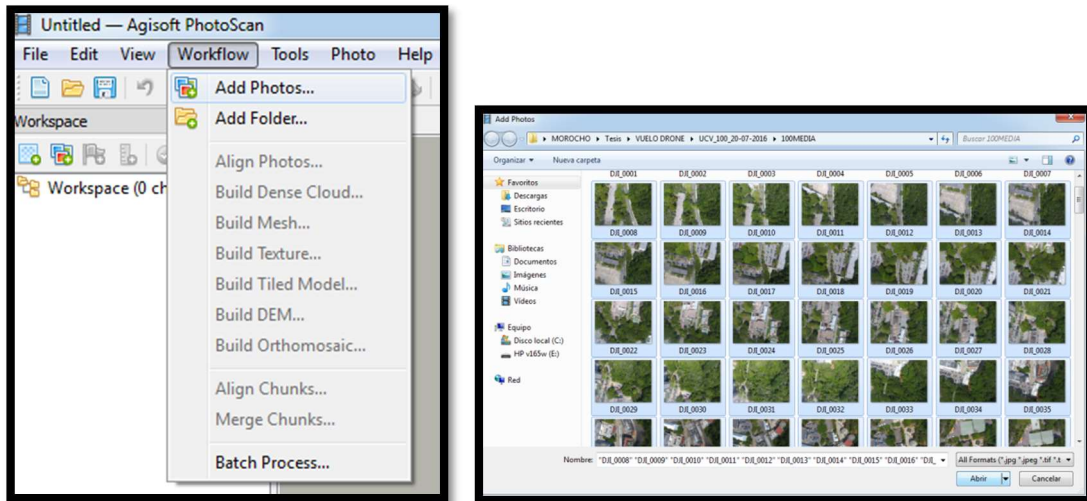 Untitled — Agisoft PhotoScan
File Edit View Workflow Tools Photo Help
Workspace
Workspace (0 ch
Add Photos...
Add Folder...
Align Photos...
Build Dense Cloud...
Build Mesh...
Build Texture...
Build Tiled Model...
Build DEM...
Build Orthomosaic...
Align Chunks...
Merge Chunks...
Batch Process...
Add Photos
MOROCHO ▸ Tesis ▸ VUELO DRONE ▸ UCV_100_20-07-2016 ▸ 100MEDIA
Buscar 100MEDIA
Organizar Nueva carpeta
Favoritos
Descargas
Escritorio
Sitios recientes
Bibliotecas
Documentos
Imágenes
Música
Vídeos
Equipo
Disco local (C:)
HP v165w (E:)
Red
DJI_0001 DJI_0002 DJI_0003 DJI_0004 DJI_0005 DJI_0006 DJI_0007
DJI_0008 DJI_0009 DJI_0010 DJI_0011 DJI_0012 DJI_0013 DJI_0014
DJI_0015 DJI_0016 DJI_0017 DJI_0018 DJI_0019 DJI_0020 DJI_0021
DJI_0022 DJI_0023 DJI_0024 DJI_0025 DJI_0026 DJI_0027 DJI_0028
DJI_0029 DJI_0030 DJI_0031 DJI_0032 DJI_0033 DJI_0034 DJI_0035
Nombre: "DJI_0008" "DJI_0009" "DJI_0010" "DJI_0011" "DJI_0012" "DJI_0013" "DJI_0014" "DJI_0015" "DJI_0016" "DJI_
All Formats (*.jpg *.jpeg *.tif *.t
Abrir Cancelar